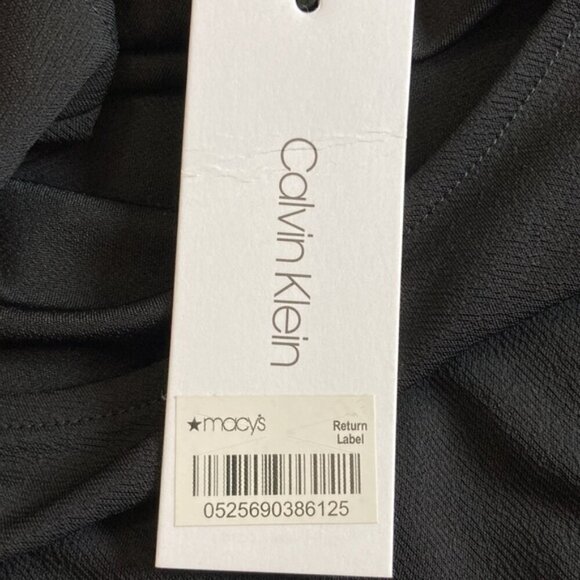 Calvin Klein
★macy's
Return
Label
0525690386125